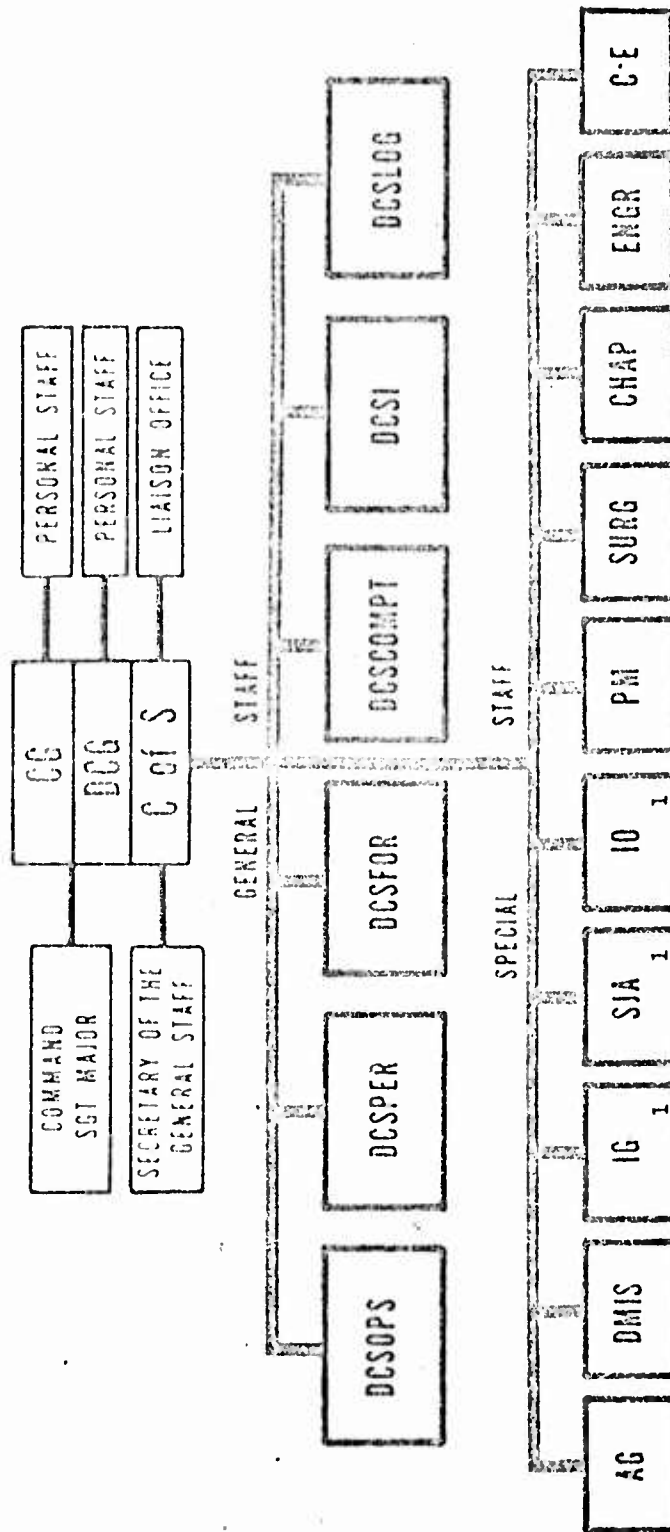 COMMAND
SGT MAJOR
SECRETARY OF THE
GENERAL STAFF
CG
DCG
C of S
PERSONAL STAFF
PERSONAL STAFF
LIAISON OFFICE
GENERAL STAFF
DCSOPS
DCSPER
DCSFOR
DCSCOMPT
DCSI
DCSLOG
SPECIAL STAFF
AG
DMIS
IG 1
SJA 1
IO 1
PM
SURG
CHAP
ENGR
C-E